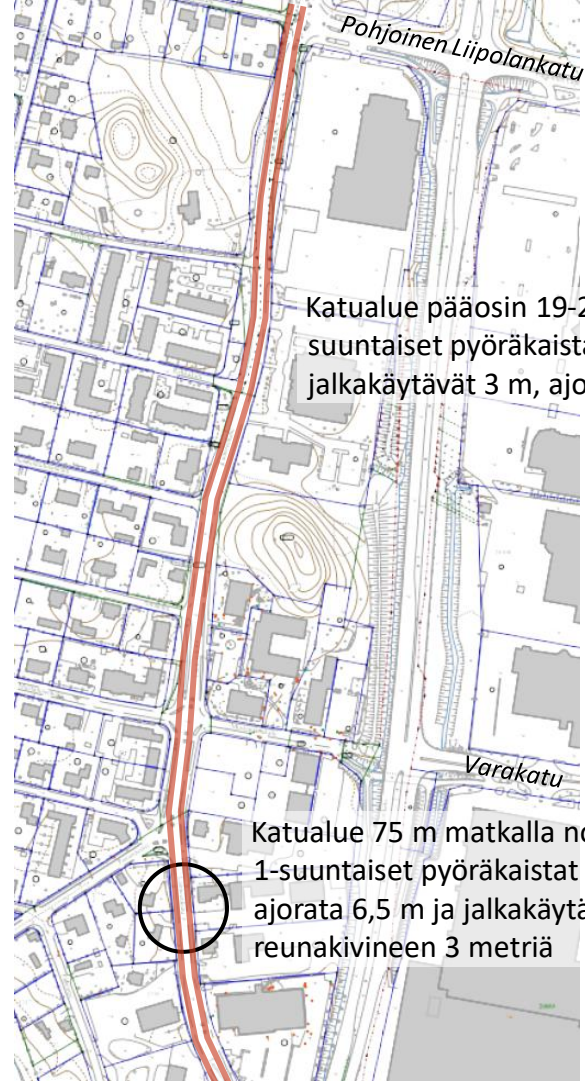 Pohjoinen Liipolankatu
Katualue pääosin 19-2
suuntaiset pyöräkaista
jalkakäytävät 3 m, ajo
Varakatu
Katualue 75 m matkalla no
1-suuntaiset pyöräkaistat
ajorata 6,5 m ja jalkakäytä
reunakivineen 3 metriä